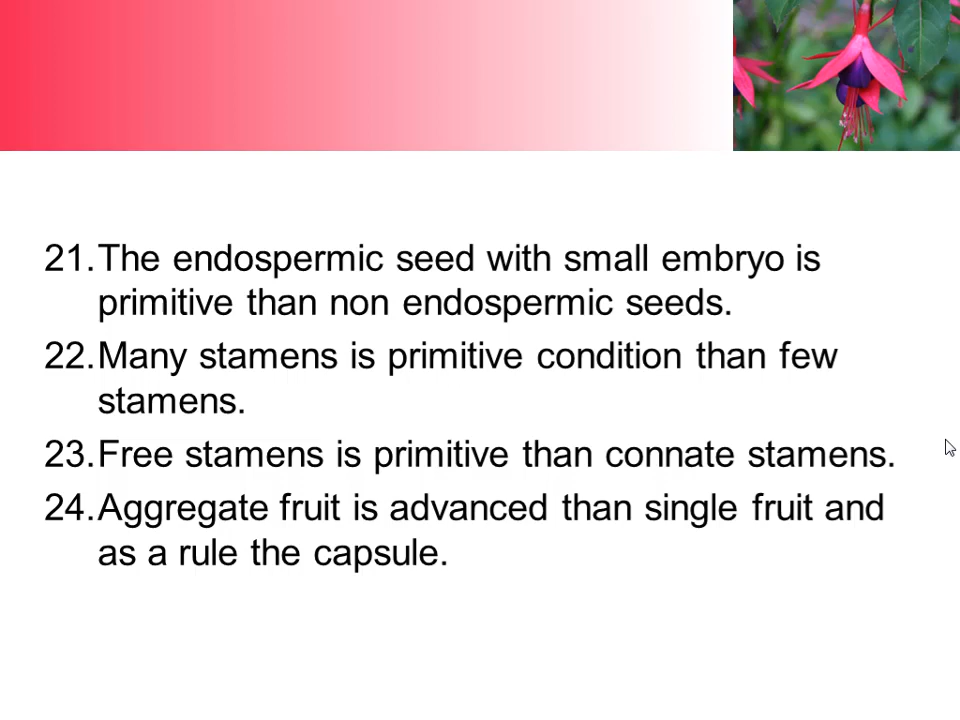 21.The endospermic seed with small embryo is
primitive than non endospermic seeds.
22.Many stamens is primitive condition than few
stamens.
23.Free stamens is primitive than connate stamens.
24.Aggregate fruit is advanced than single fruit and
as a rule the capsule.